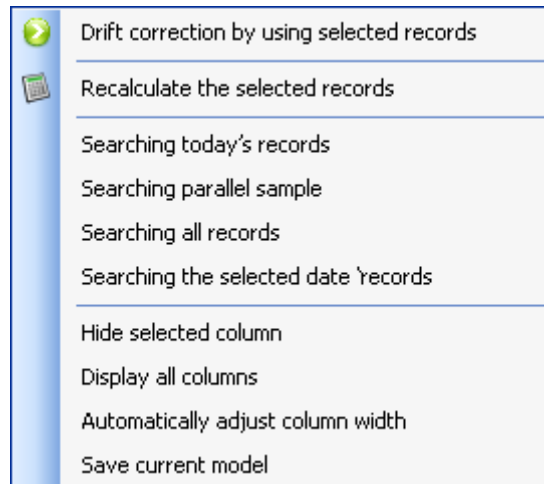 Drift correction by using selected records
Recalculate the selected records
Searching today's records
Searching parallel sample
Searching all records
Searching the selected date 'records
Hide selected column
Display all columns
Automatically adjust column width
Save current model